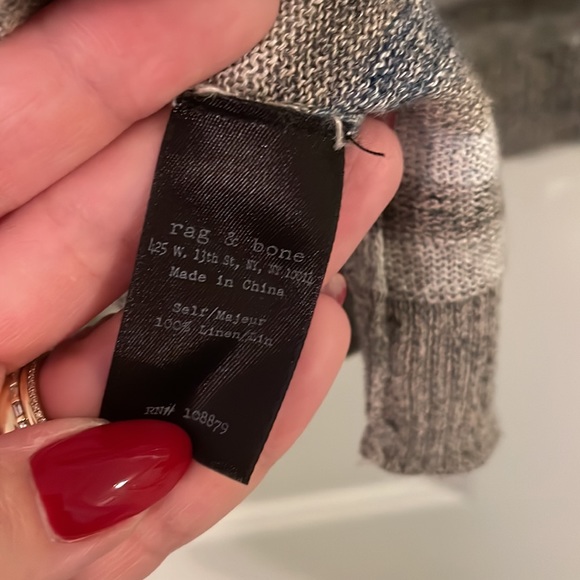 rag & bone
425 W. 13th St, NY, NY 10014
Made in China
Self/Majeur
100% Linen/Lin
RN# 108879